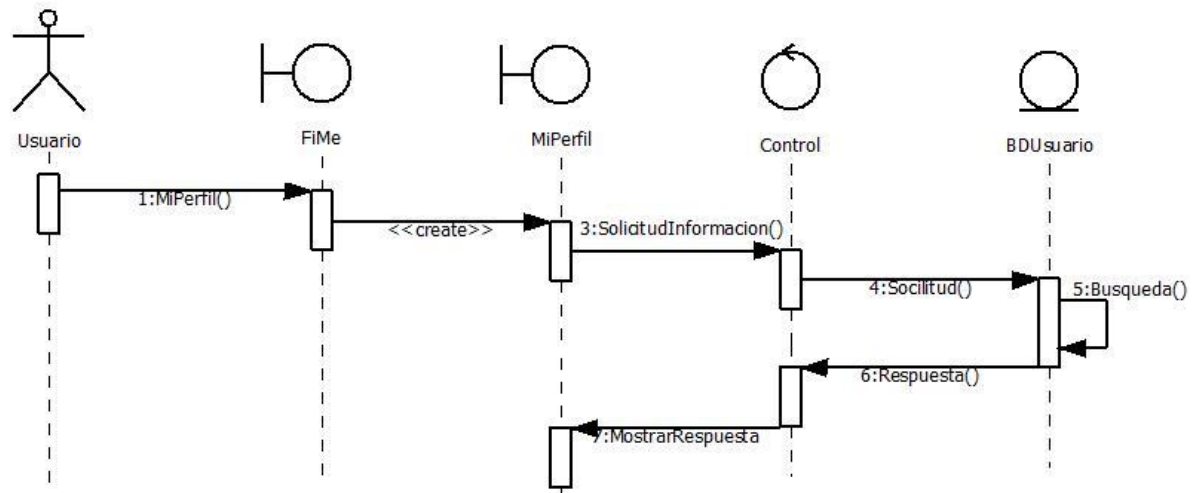 Usuario
FiMe
MiPerfil
Control
BDUsuario
1:MiPerfil()
<<create>>
3:SolicitudInformacion()
4:Socilitud()
5:Busqueda()
6:Respuesta()
7:MostrarRespuesta